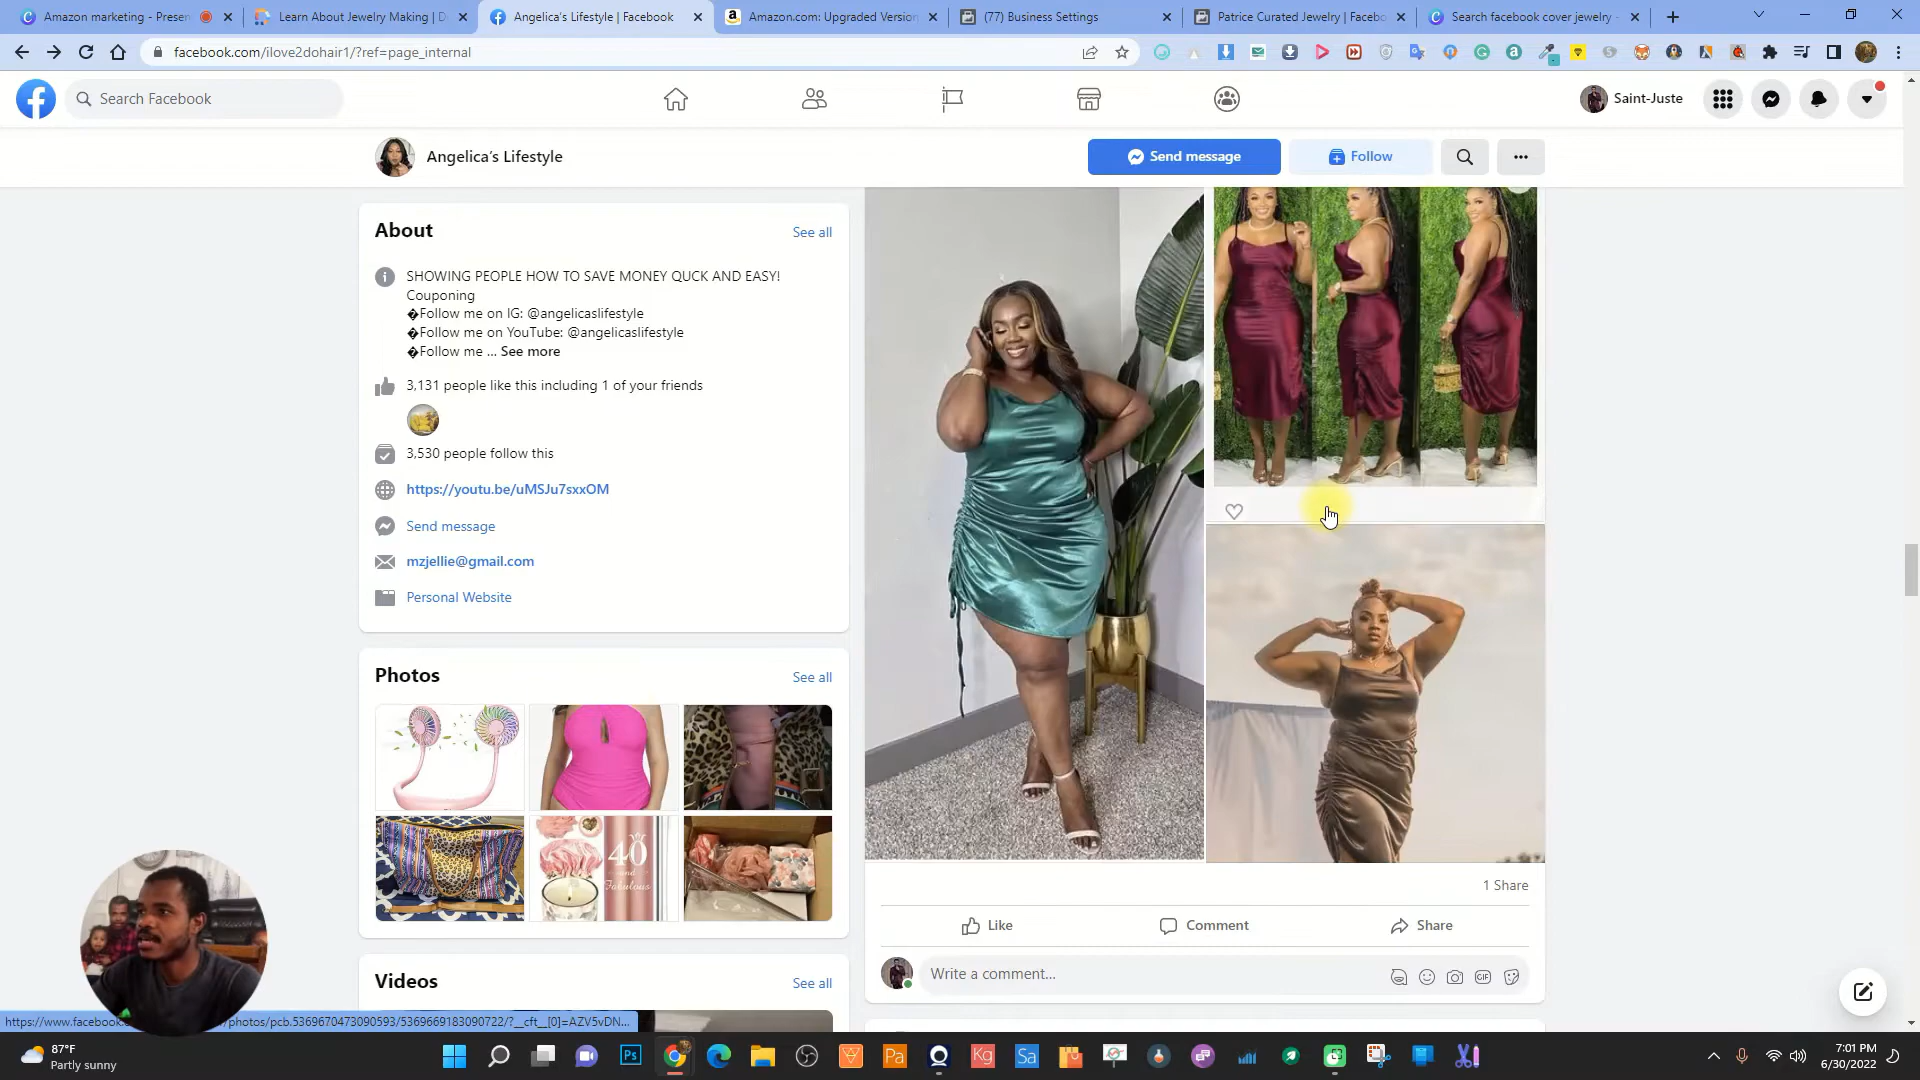 Amazon marketing - Presen
Learn About Jewelry Making | D
Angelica's Lifestyle | Facebook
Amazon.com: Upgraded Version
(77) Business Settings
Patrice Curated Jewelry | Facebo
Search facebook cover jewelry -
facebook.com/ilove2dohair1/?ref=page_internal
Search Facebook
Saint-Juste
Angelica's Lifestyle
Send message
Follow
About
See all
SHOWING PEOPLE HOW TO SAVE MONEY QUCK AND EASY!
Couponing
�Follow me on IG: @angelicaslifestyle
�Follow me on YouTube: @angelicaslifestyle
�Follow me ... See more
3,131 people like this including 1 of your friends
3,530 people follow this
https://youtu.be/uMSJu7sxxOM
Send message
mzjellie@gmail.com
Personal Website
Photos
See all
40
and
Fabulous
Videos
See all
1 Share
Like
Comment
Share
Write a comment...
GIF
87°F
Partly sunny
Ps
Pa
Kg
Sa
7:01 PM
6/30/2022